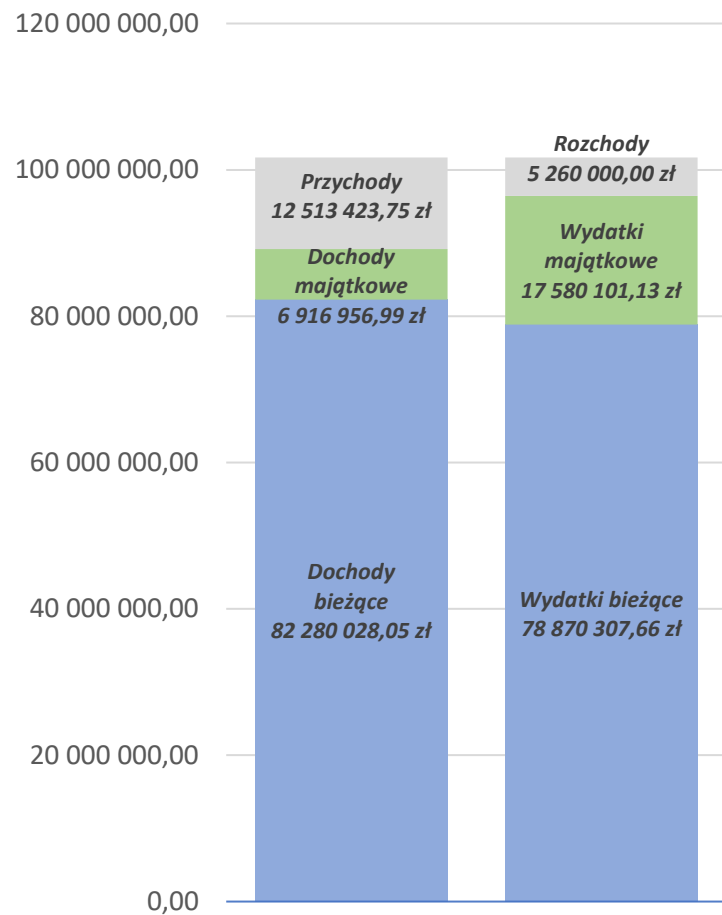 120 000 000,00
100 000 000,00
80 000 000,00
60 000 000,00
40 000 000,00
20 000 000,00
0,00
Przychody
12 513 423,75 zł
Dochody
majątkowe
6 916 956,99 zł
Dochody
bieżące
82 280 028,05 zł
Rozchody
5 260 000,00 zł
Wydatki
majątkowe
17 580 101,13 zł
Wydatki bieżące
78 870 307,66 zł